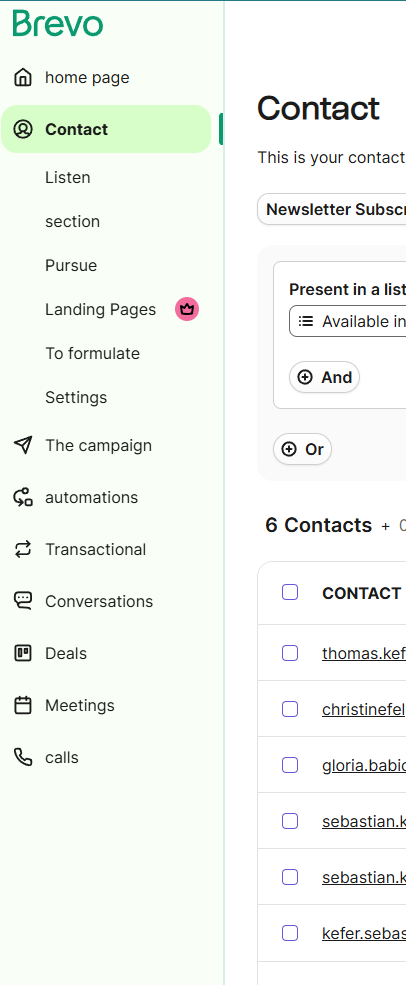 Brevo
home page
Contact
Listen
section
Pursue
Landing Pages
To formulate
Settings
The campaign
automations
Transactional
Conversations
Deals
Meetings
calls
Contact
This is your contact
Newsletter Subscr
Present in a list
Available in
And
Or
6 Contacts + 0
CONTACT
thomas.kef
christinefel
gloria.babic
sebastian.k
sebastian.k
kefer.sebas